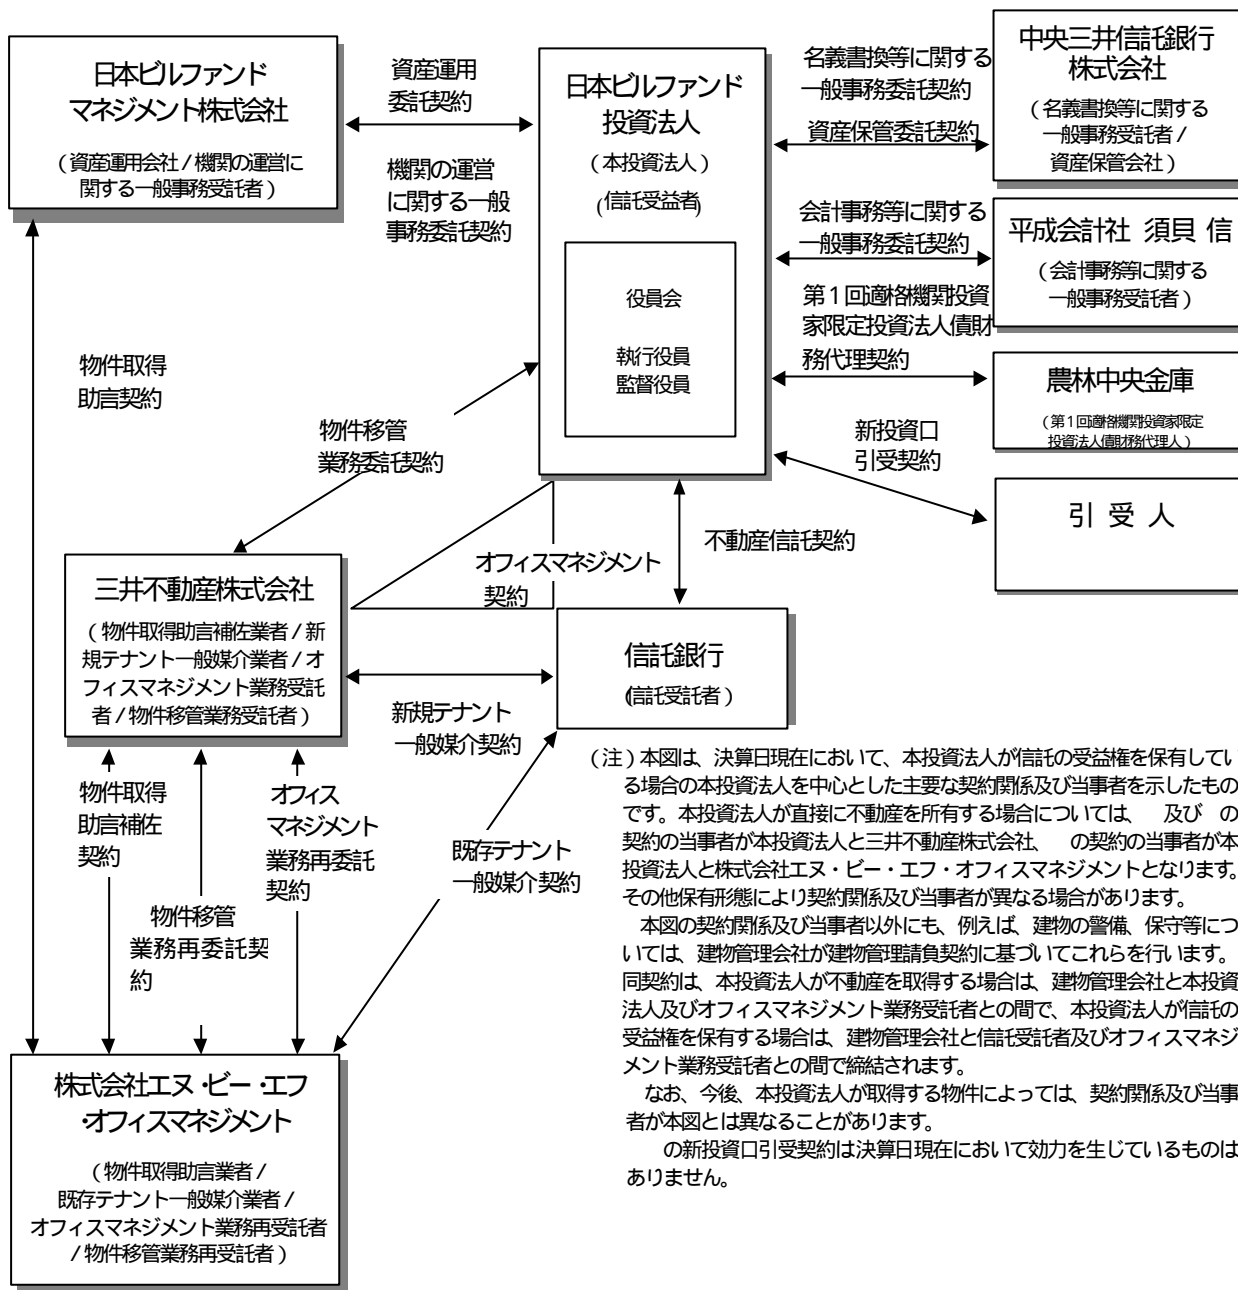 日本ビルファンド
マネジメント株式会社
（資産運用会社/機関の運営に
関する一般事務受託者）
資産運用
委託契約
機関の運営
に関する一般
事務委託契約
日本ビルファンド
投資法人
（本投資法人）
（信託受益者）
役員会
執行役員
監督役員
名義書換等に関する
一般事務委託契約
資産保管委託契約
中央三井信託銀行
株式会社
（名義書換等に関する
一般事務受託者/
資産保管会社）
会計事務等に関する
一般事務委託契約
平成会計社 須貝 信
（会計事務等に関する
一般事務受託者）
第1回適格機関投資
家限定投資法人債財
務代理契約
農林中央金庫
（第1回適格機関投資家限定
投資法人債財務代理人）
新投資口
引受契約
引 受 人
物件取得
助言契約
物件移管
業務委託契約
オフィスマネジメント
契約
不動産信託契約
三井不動産株式会社
（物件取得助言補佐業者/新
規テナント一般媒介業者/オ
フィスマネジメント業務受託
者/物件移管業務受託者）
信託銀行
（信託受託者）
新規テナント
一般媒介契約
物件取得
助言補佐
契約
物件移管
業務再委託契
約
オフィス
マネジメント
業務再委託
契約
既存テナント
一般媒介契約
株式会社エヌ・ビー・エフ
・オフィスマネジメント
（物件取得助言業者/
既存テナント一般媒介業者/
オフィスマネジメント業務再受託者
/物件移管業務再受託者）
（注）本図は、決算日現在において、本投資法人が信託の受益権を保有してい
る場合の本投資法人を中心とした主要な契約関係及び当事者を示したもの
です。本投資法人が直接に不動産を所有する場合については、　及び　の
契約の当事者が本投資法人と三井不動産株式会社、　の契約の当事者が本
投資法人と株式会社エヌ・ビー・エフ・オフィスマネジメントとなります。
その他保有形態により契約関係及び当事者が異なる場合があります。
本図の契約関係及び当事者以外にも、例えば、建物の警備、保守等につ
いては、建物管理会社が建物管理請負契約に基づいてこれらを行います。
同契約は、本投資法人が不動産を取得する場合は、建物管理会社と本投資
法人及びオフィスマネジメント業務受託者との間で、本投資法人が信託の
受益権を保有する場合は、建物管理会社と信託受託者及びオフィスマネジ
メント業務受託者との間で締結されます。
なお、今後、本投資法人が取得する物件によっては、契約関係及び当事
者が本図とは異なることがあります。
の新投資口引受契約は決算日現在において効力を生じているものは
ありません。